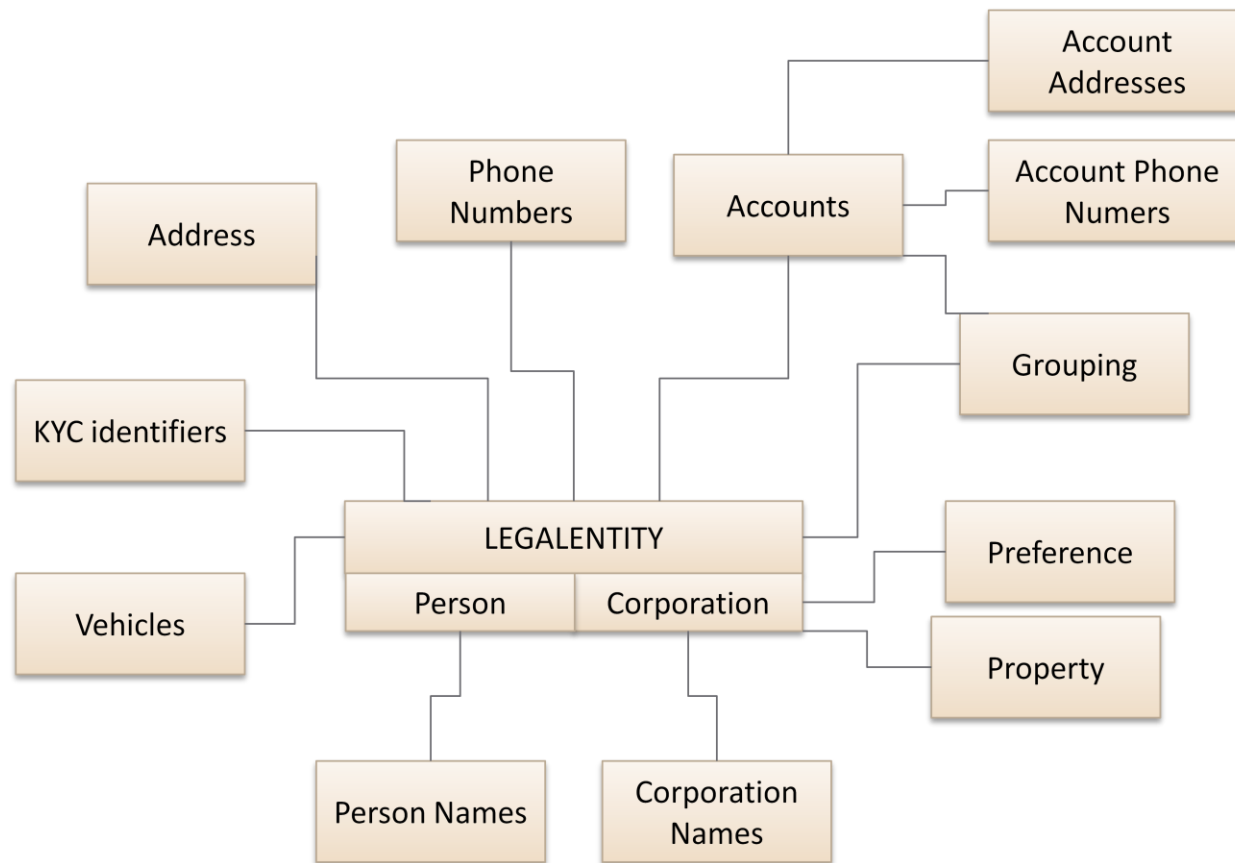 Account
Addresses
Phone
Numbers
Accounts
Account Phone
Numers
Address
Grouping
KYC identifiers
LEGALENTITY
Preference
Person
Corporation
Vehicles
Property
Person Names
Corporation
Names